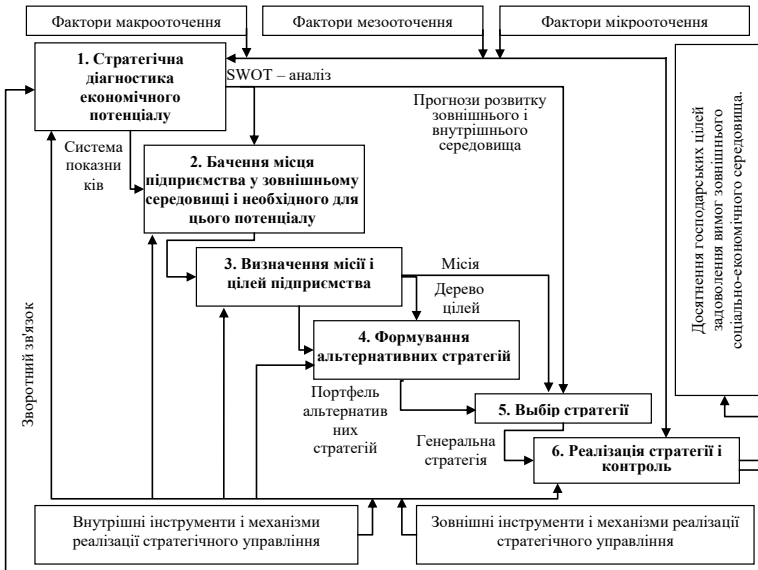 Фактори макрооточення
Фактори мезооточення
Фактори мікрооточення
1. Стратегічна
діагностика
економічного
потенціалу
SWOT – аналіз
Прогнози розвитку
зовнішнього і
внутрішнього
середовища
Система
показни
ків
2. Бачення місця
підприємства у зовнішньому
середовищі і необхідного для
цього потенціалу
3. Визначення місії і
цілей підприємства
Місія
Дерево
цілей
4. Формування
альтернативних стратегій
Портфель
альтернатив
них
стратегій
5. Выбір стратегії
Генеральна
стратегія
6. Реалізація стратегії і
контроль
Досягнення господарських цілей
задоволення вимог зовнішнього
соціально-економічного середовища.
Зворотний зв'язок
Внутрішні інструменти і механізми
реалізації стратегічного управління
Зовнішні інструменти і механізми реалізації
стратегічного управління